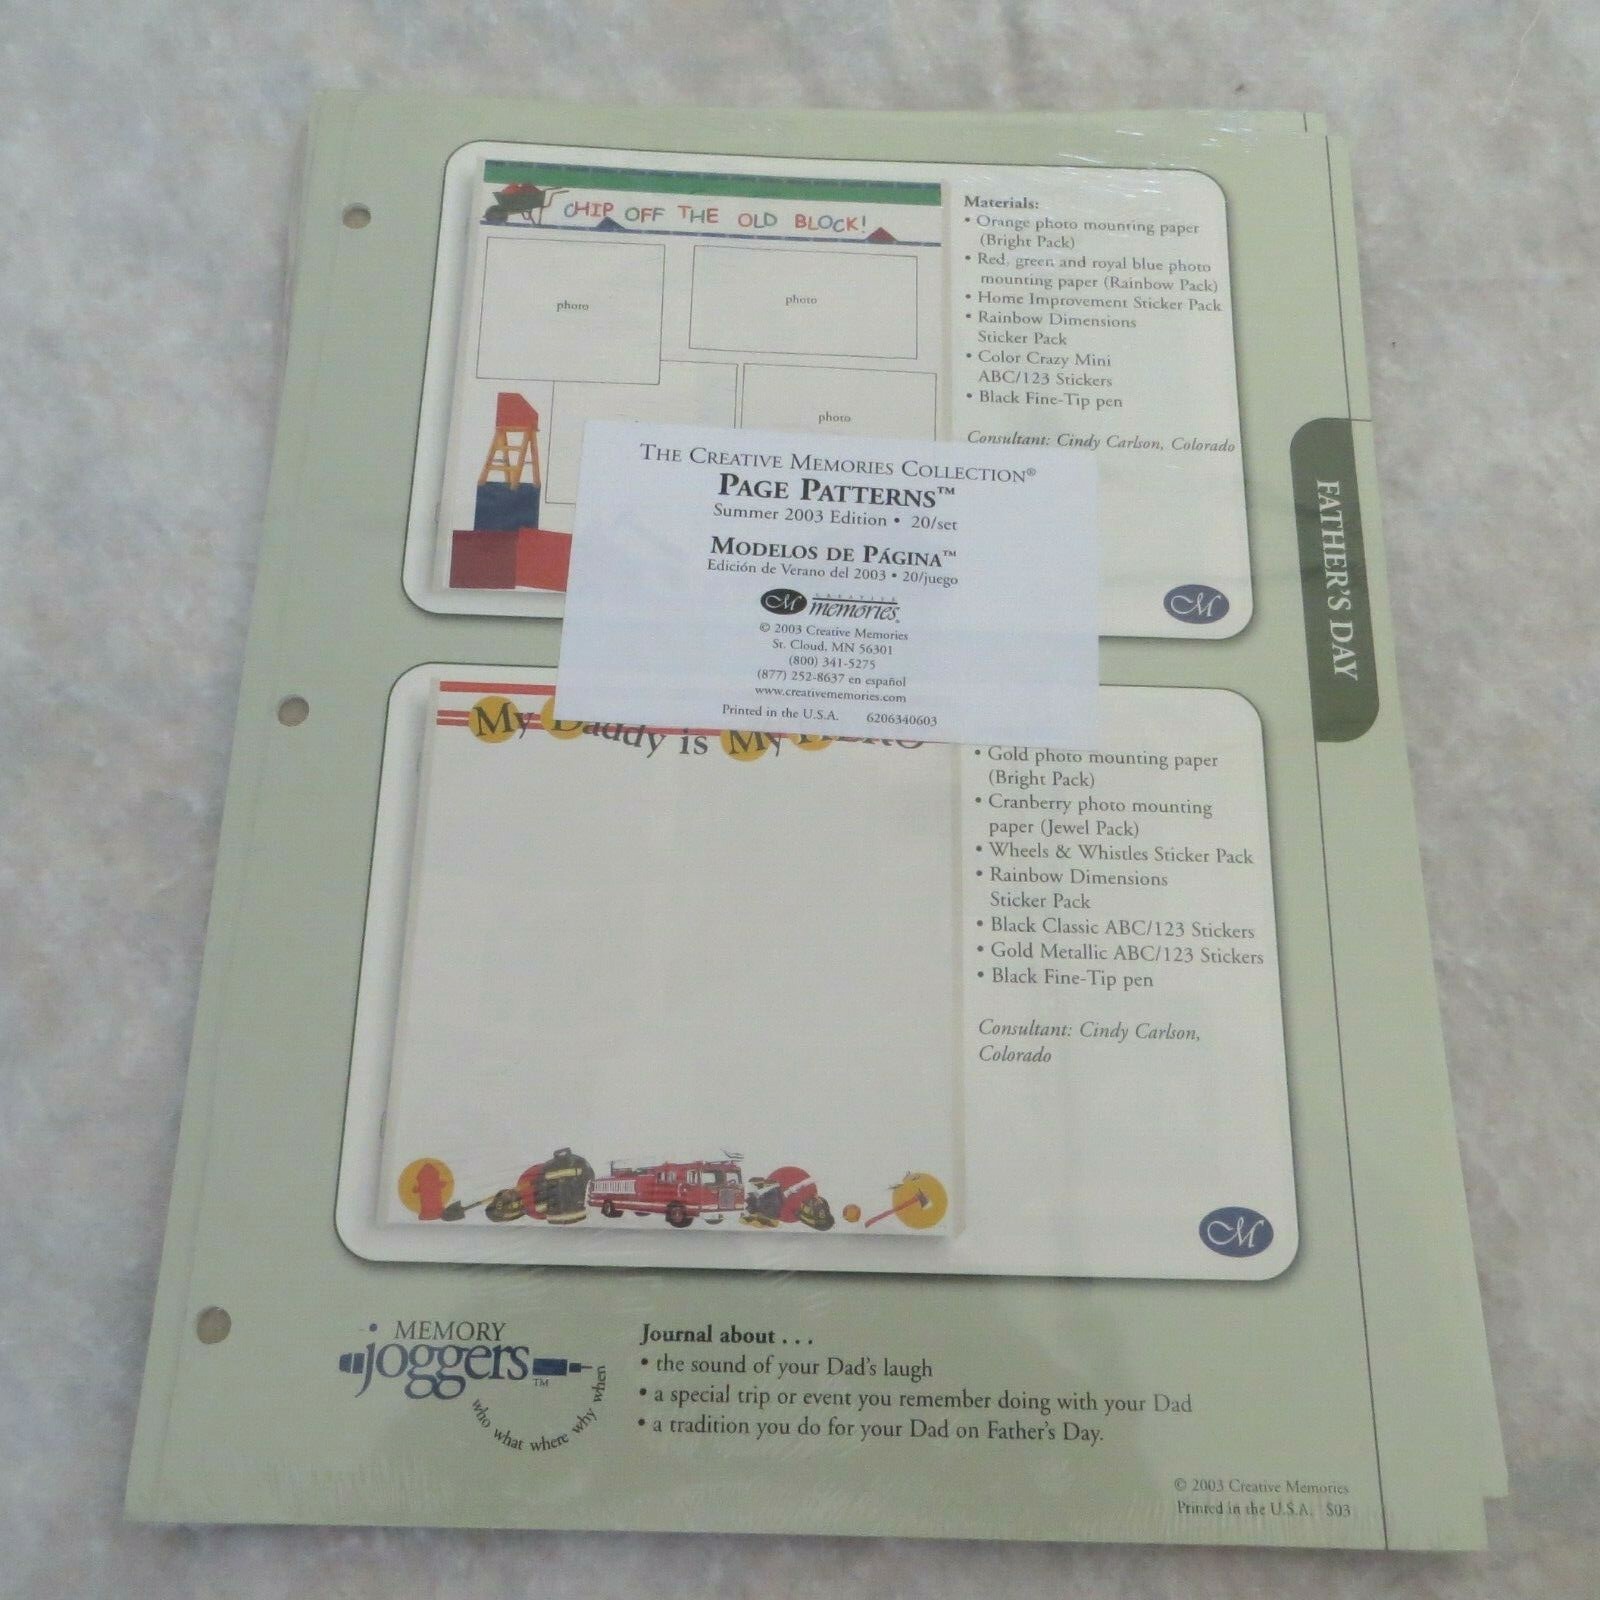 CHIP OFF THE OLD BLOCK!
photo
photo
photo
Materials:
• Orange photo mounting paper
(Bright Pack)
• Red, green and royal blue photo
mounting paper (Rainbow Pack)
• Home Improvement Sticker Pack
• Rainbow Dimensions
Sticker Pack
• Color Crazy Mini
ABC/123 Stickers
• Black Fine-Tip pen
Consultant: Cindy Carlson, Colorado
M
FATHER'S DAY
THE CREATIVE MEMORIES COLLECTION®
PAGE PATTERNS™
Summer 2003 Edition • 20/set
MODELOS DE PÁGINA™
Edición de Verano del 2003 • 20/juego
CM CREATIVE
memories®
© 2003 Creative Memories
St. Cloud, MN 56301
(800) 341-5275
(877) 252-8637 en español
www.creativememories.com
Printed in the U.S.A. 6206340603
My Daddy is My HERO
• Gold photo mounting paper
(Bright Pack)
• Cranberry photo mounting
paper (Jewel Pack)
• Wheels & Whistles Sticker Pack
• Rainbow Dimensions
Sticker Pack
• Black Classic ABC/123 Stickers
• Gold Metallic ABC/123 Stickers
• Black Fine-Tip pen
Consultant: Cindy Carlson,
Colorado
M
MEMORY
joggers™
who what where why when
Journal about . . .
• the sound of your Dad's laugh
• a special trip or event you remember doing with your Dad
• a tradition you do for your Dad on Father's Day.
© 2003 Creative Memories
Printed in the U.S.A. S03